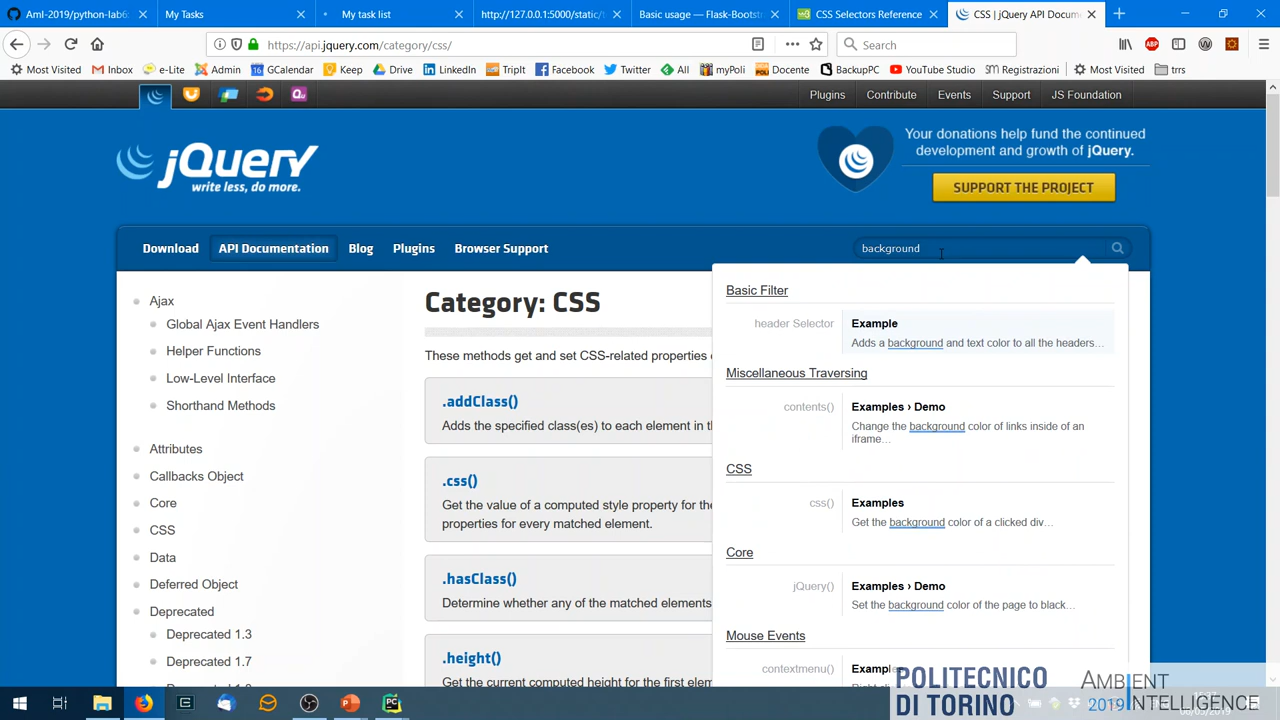 Aml-2019/python-lab6
My Tasks
My task list
http://127.0.0.1:5000/static/
Basic usage — Flask-Bootst
CSS Selectors Reference
CSS | jQuery API Docum
https://api.jquery.com/category/css/
Search
Most Visited
Inbox
e-Lite
Admin
GCalendar
Keep
Drive
LinkedIn
TripIt
Facebook
Twitter
All
myPoli
Docente
BackupPC
YouTube Studio
Registrazioni
Most Visited
trrs
Plugins
Contribute
Events
Support
JS Foundation
jQuery
write less, do more.
Your donations help fund the continued
development and growth of jQuery.
SUPPORT THE PROJECT
Download
API Documentation
Blog
Plugins
Browser Support
background
Ajax
Global Ajax Event Handlers
Helper Functions
Low-Level Interface
Shorthand Methods
Attributes
Callbacks Object
Core
CSS
Data
Deferred Object
Deprecated
Deprecated 1.3
Deprecated 1.7
Category: CSS
These methods get and set CSS-related properties
.addClass()
Adds the specified class(es) to each element in th
.css()
Get the value of a computed style property for the
properties for every matched element.
.hasClass()
Determine whether any of the matched elements
.height()
Get the current computed height for the first elem
Basic Filter
header Selector
Example
Adds a background and text color to all the headers…
Miscellaneous Traversing
contents()
Examples › Demo
Change the background color of links inside of an
iframe…
CSS
css()
Examples
Get the background color of a clicked div…
Core
jQuery()
Examples › Demo
Set the background color of the page to black…
Mouse Events
contextmenu()
Exampl
POLITECNICO
DI TORINO
AMBIENT
2019 INTELLIGENCE